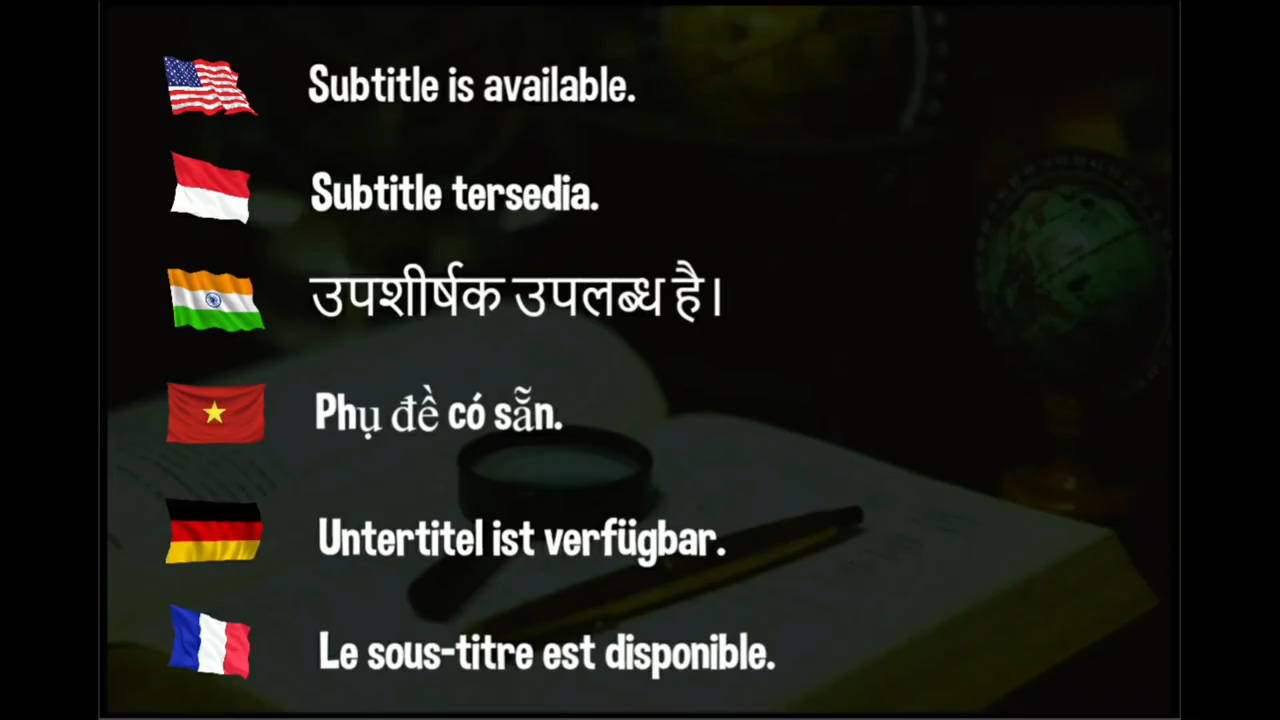 Subtitle is available.
Subtitle tersedia.
उपशीर्षक उपलब्ध है।
Phụ đề có sẵn.
Untertitel ist verfügbar.
Le sous-titre est disponible.